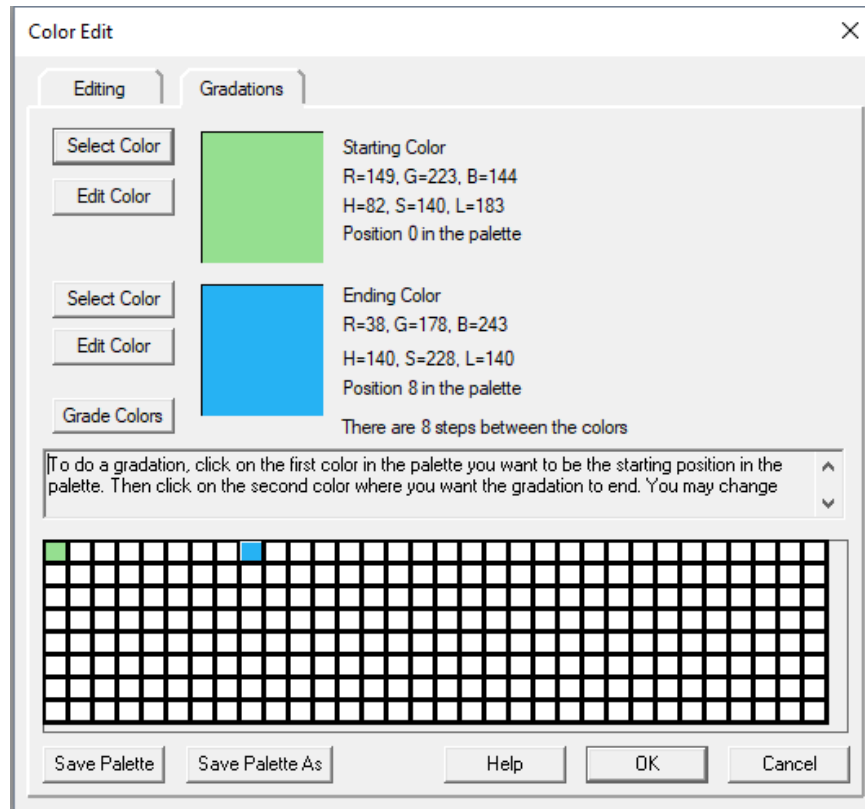 Color Edit
Editing
Gradations
Select Color
Starting Color
R=149, G=223, B=144
Edit Color
H=82, S=140, L=183
Position 0 in the palette
Select Color
Ending Color
R=38, G=178, B=243
Edit Color
H=140, S=228, L=140
Position 8 in the palette
Grade Colors
There are 8 steps between the colors
To do a gradation, click on the first color in the palette you want to be the starting position in the
palette. Then click on the second color where you want the gradation to end. You may change
Save Palette
Save Palette As
Help
OK
Cancel